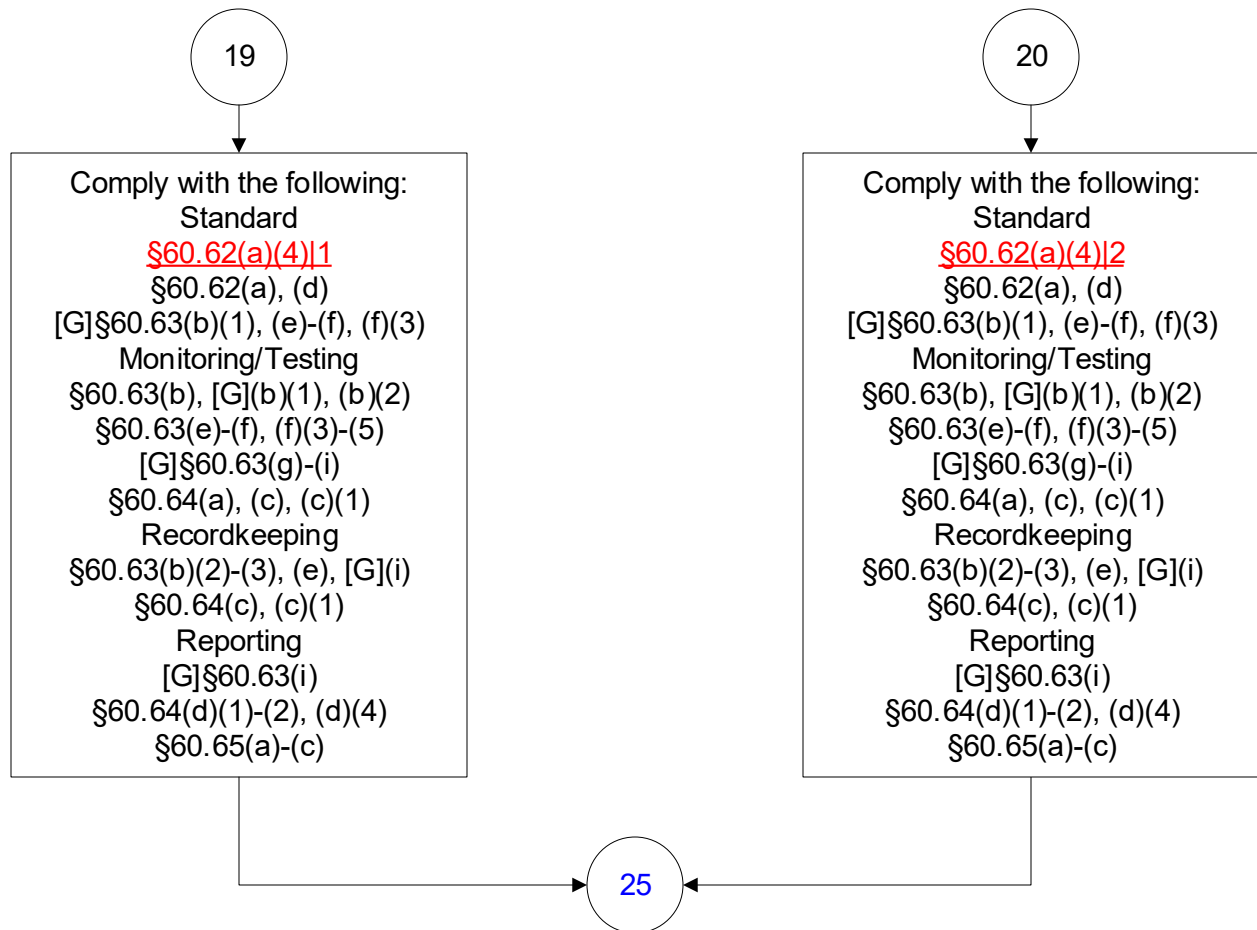 19
Comply with the following:
Standard
§60.62(a)(4)|1
§60.62(a), (d)
[G]§60.63(b)(1), (e)-(f), (f)(3)
Monitoring/Testing
§60.63(b), [G](b)(1), (b)(2)
§60.63(e)-(f), (f)(3)-(5)
[G]§60.63(g)-(i)
§60.64(a), (c), (c)(1)
Recordkeeping
§60.63(b)(2)-(3), (e), [G](i)
§60.64(c), (c)(1)
Reporting
[G]§60.63(i)
§60.64(d)(1)-(2), (d)(4)
§60.65(a)-(c)
20
Comply with the following:
Standard
§60.62(a)(4)|2
§60.62(a), (d)
[G]§60.63(b)(1), (e)-(f), (f)(3)
Monitoring/Testing
§60.63(b), [G](b)(1), (b)(2)
§60.63(e)-(f), (f)(3)-(5)
[G]§60.63(g)-(i)
§60.64(a), (c), (c)(1)
Recordkeeping
§60.63(b)(2)-(3), (e), [G](i)
§60.64(c), (c)(1)
Reporting
[G]§60.63(i)
§60.64(d)(1)-(2), (d)(4)
§60.65(a)-(c)
25